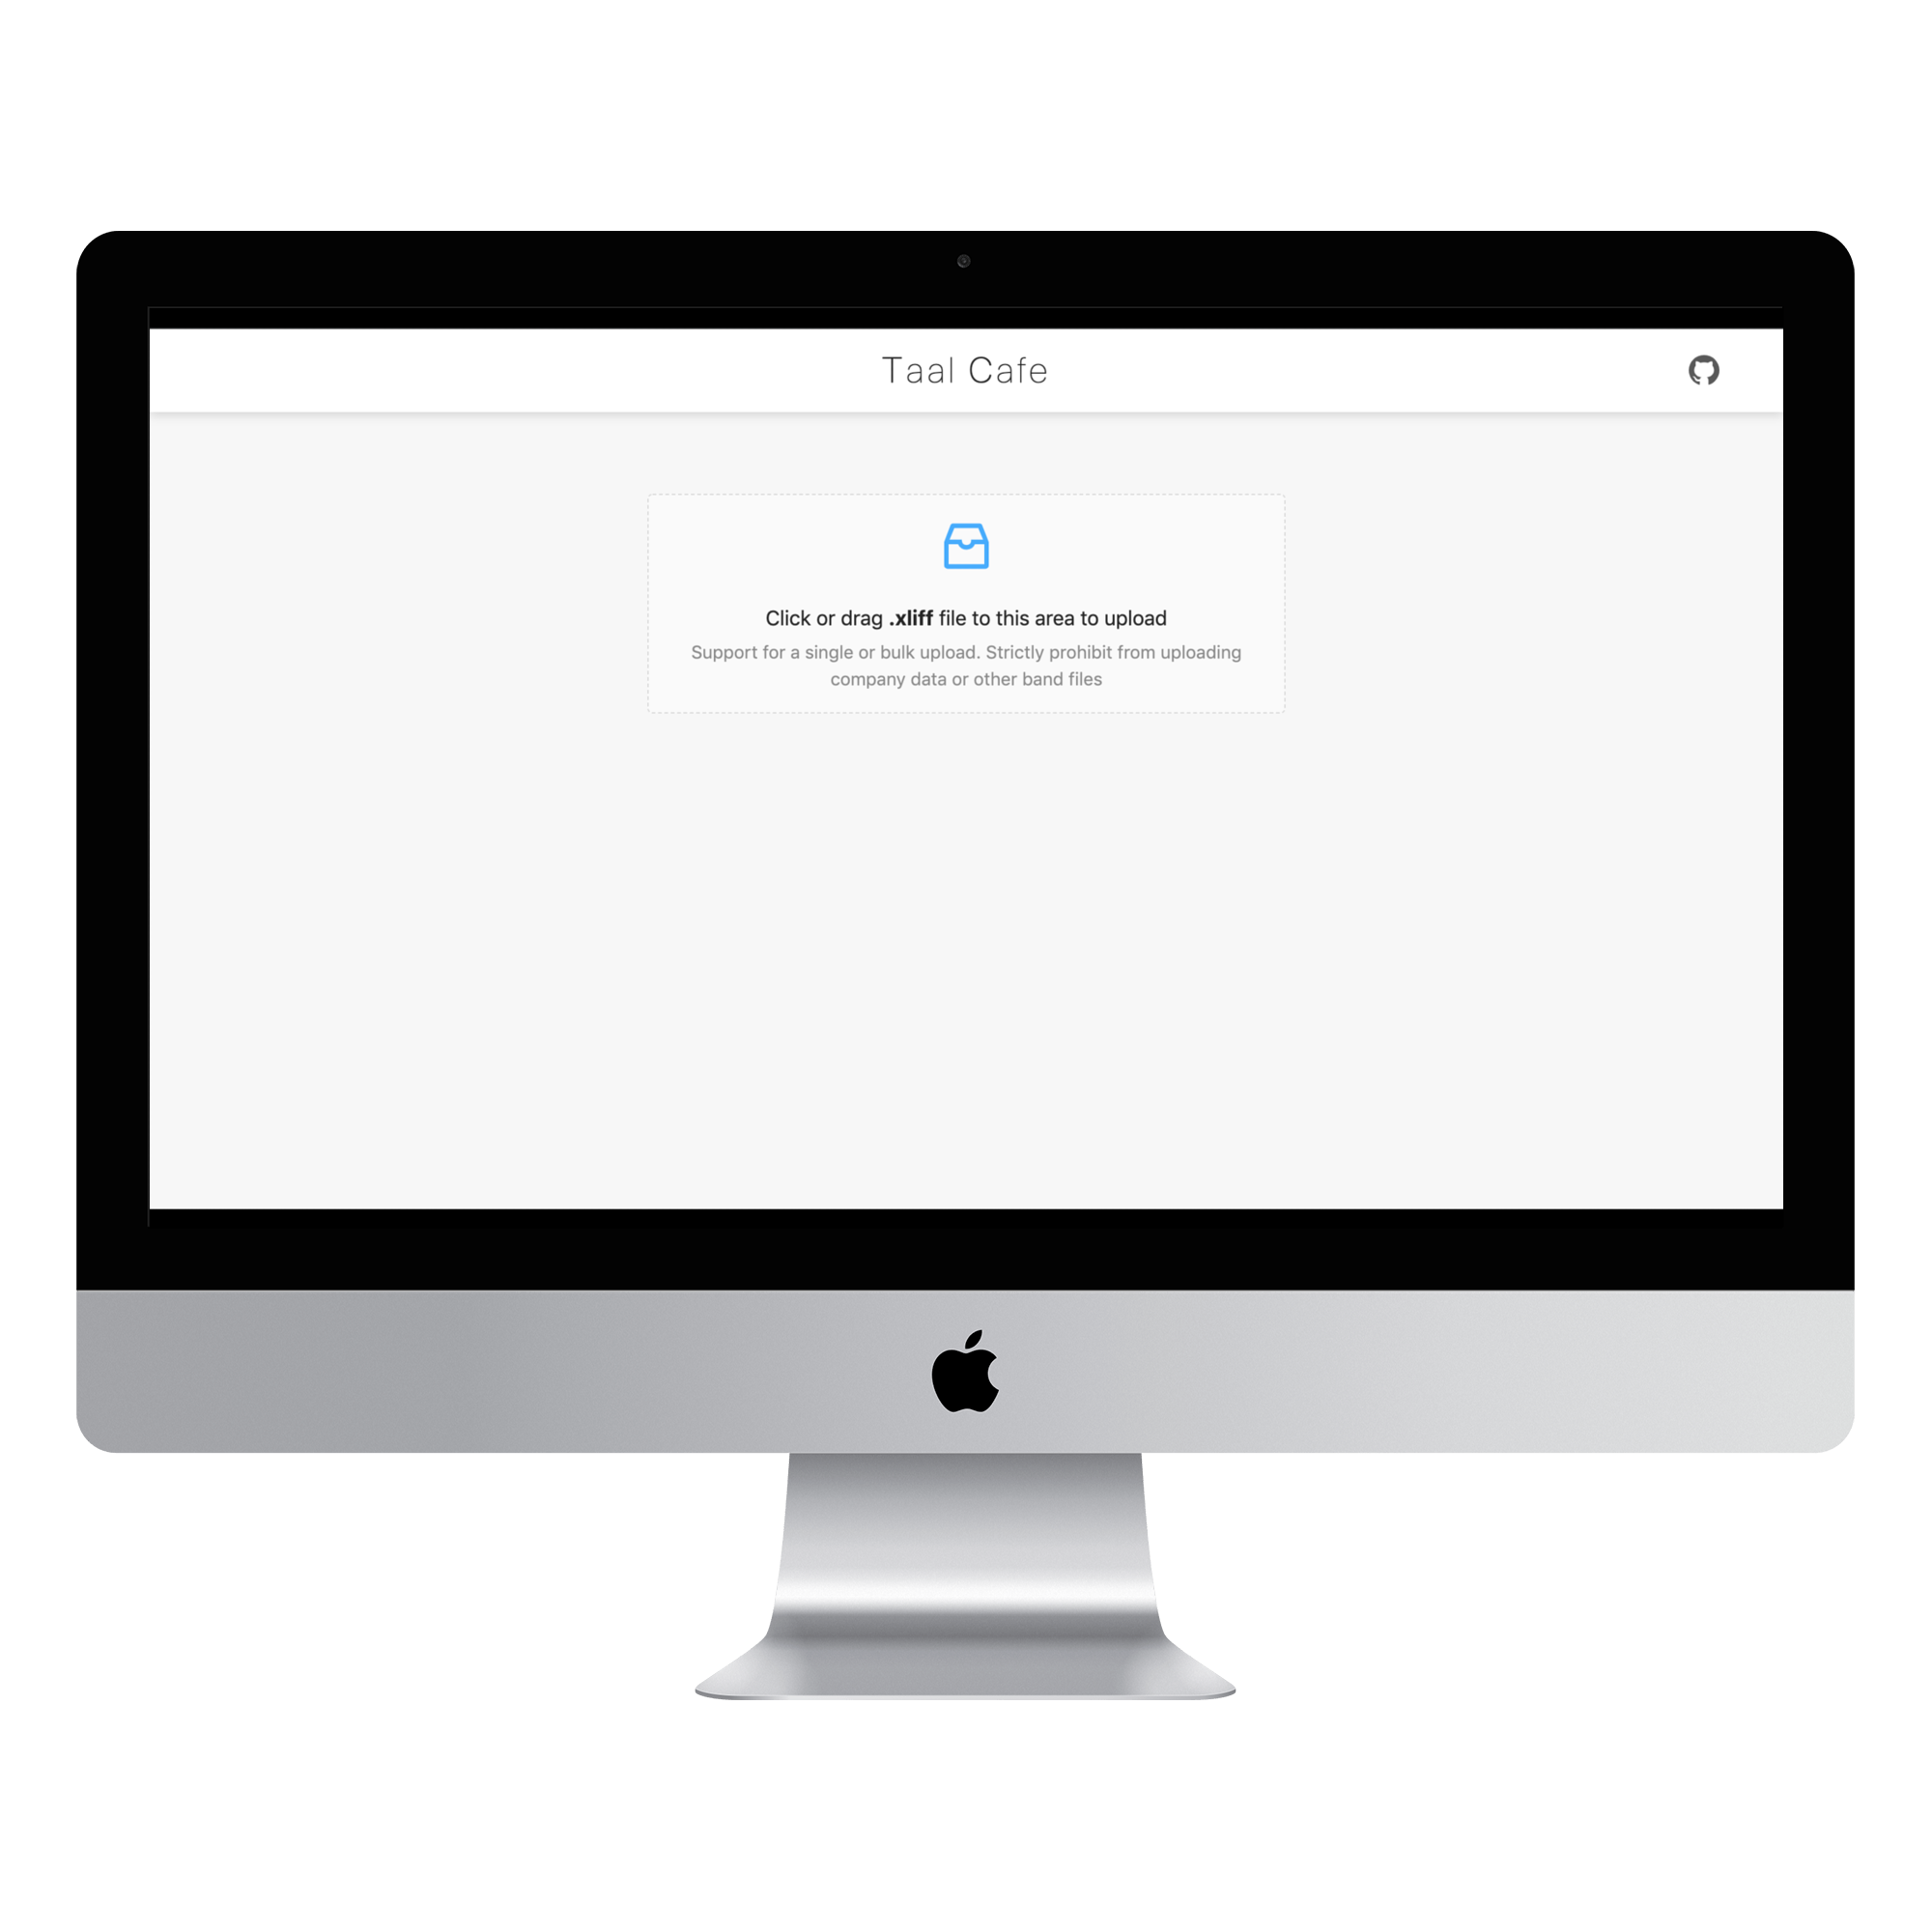 Taal Cafe
Click or drag .xliff file to this area to upload
Support for a single or bulk upload. Strictly prohibit from uploading
company data or other band files